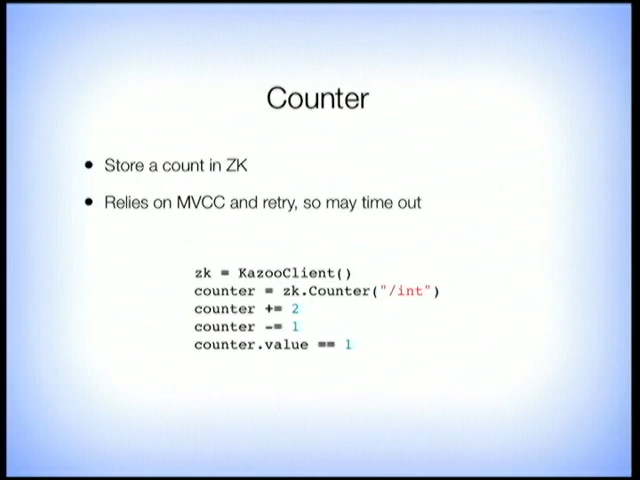 Counter
• Store a count in ZK
• Relies on MVCC and retry, so may time out
zk = KazooClient()
counter = zk.Counter("/int")
counter += 2
counter -= 1
counter.value == 1